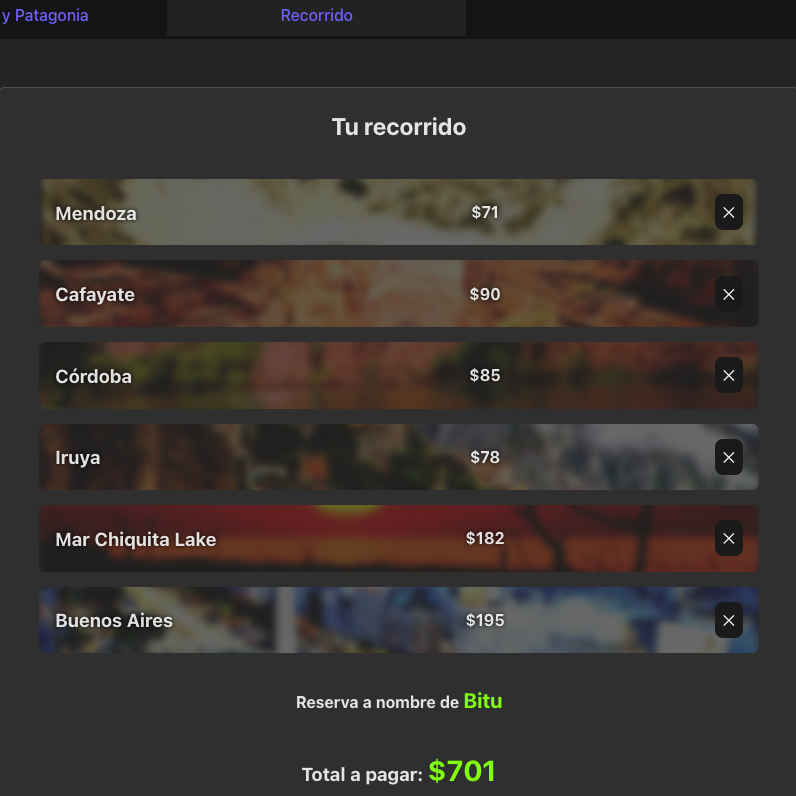 y Patagonia
Recorrido
Tu recorrido
Mendoza $71
Cafayate $90
Córdoba $85
Iruya $78
Mar Chiquita Lake $182
Buenos Aires $195
Reserva a nombre de Bitu
Total a pagar: $701